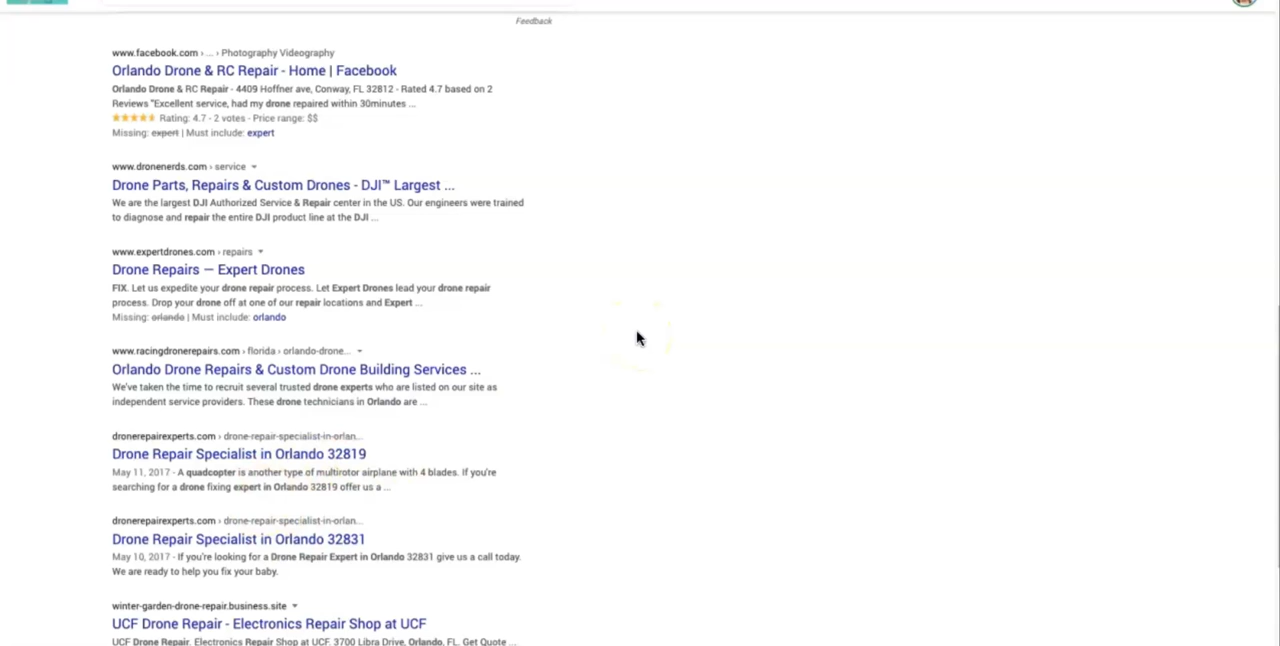 Feedback
www.facebook.com › ... › Photography Videography
Orlando Drone & RC Repair - Home | Facebook
Orlando Drone & RC Repair - 4409 Hoffner ave, Conway, FL 32812 - Rated 4.7 based on 2
Reviews "Excellent service, had my drone repaired within 30minutes ...
Rating: 4.7 - 2 votes - Price range: $$
Missing: expert | Must include: expert
www.dronenerds.com › service
Drone Parts, Repairs & Custom Drones - DJI™ Largest ...
We are the largest DJI Authorized Service & Repair center in the US. Our engineers were trained
to diagnose and repair the entire DJI product line at the DJI ...
www.expertdrones.com › repairs
Drone Repairs — Expert Drones
FIX. Let us expedite your drone repair process. Let Expert Drones lead your drone repair
process. Drop your drone off at one of our repair locations and Expert ...
Missing: orlando | Must include: orlando
www.racingdronerepairs.com › florida › orlando-drone...
Orlando Drone Repairs & Custom Drone Building Services ...
We've taken the time to recruit several trusted drone experts who are listed on our site as
independent service providers. These drone technicians in Orlando are ...
dronerepairexperts.com › drone-repair-specialist-in-orlan...
Drone Repair Specialist in Orlando 32819
May 11, 2017 - A quadcopter is another type of multirotor airplane with 4 blades. If you're
searching for a drone fixing expert in Orlando 32819 offer us a ...
dronerepairexperts.com › drone-repair-specialist-in-orlan...
Drone Repair Specialist in Orlando 32831
May 10, 2017 - If you're looking for a Drone Repair Expert in Orlando 32831 give us a call today.
We are ready to help you fix your baby.
winter-garden-drone-repair.business.site
UCF Drone Repair - Electronics Repair Shop at UCF
UCF Drone Repair. Electronics Repair Shop at UCF. 3700 Libra Drive, Orlando, FL. Get Quote ...